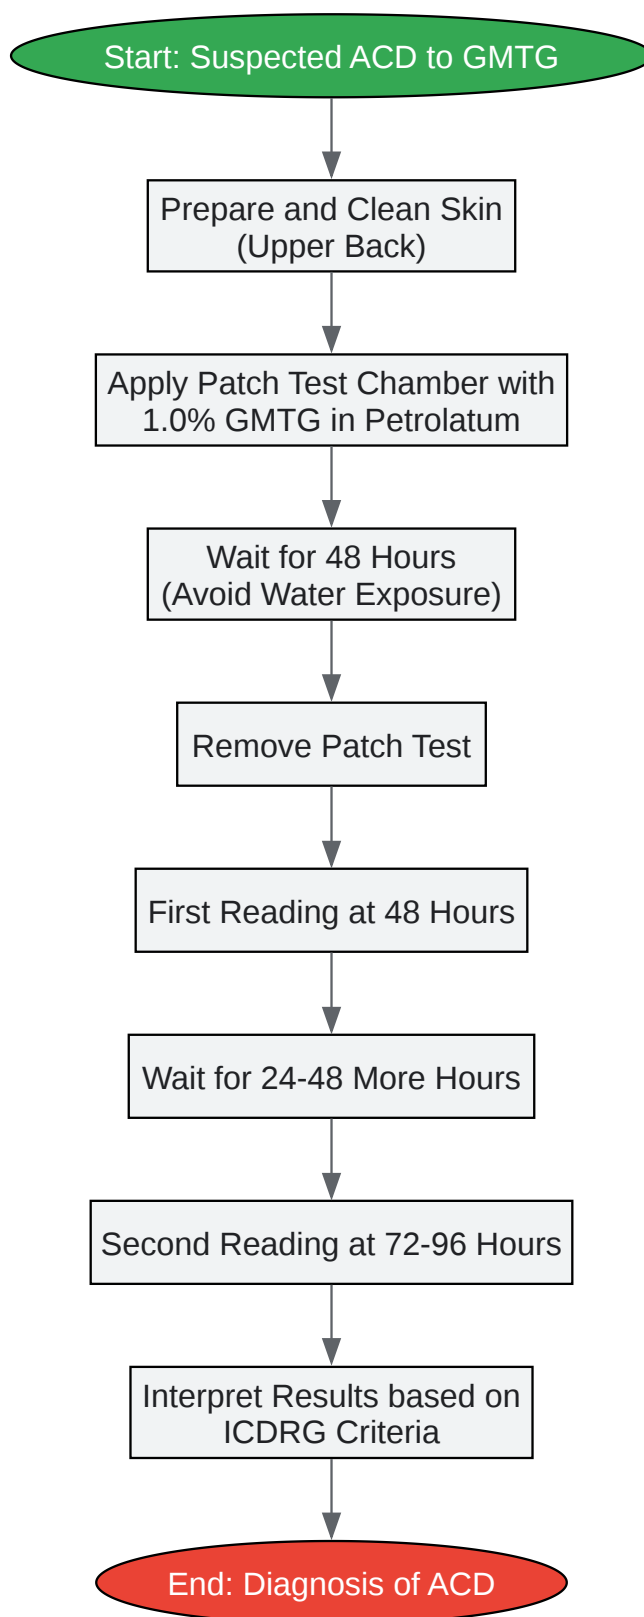 Start: Suspected ACD to GMTG
Prepare and Clean Skin
(Upper Back)
Apply Patch Test Chamber with
1.0% GMTG in Petrolatum
Wait for 48 Hours
(Avoid Water Exposure)
Remove Patch Test
First Reading at 48 Hours
Wait for 24-48 More Hours
Second Reading at 72-96 Hours
Interpret Results based on
ICDRG Criteria
End: Diagnosis of ACD